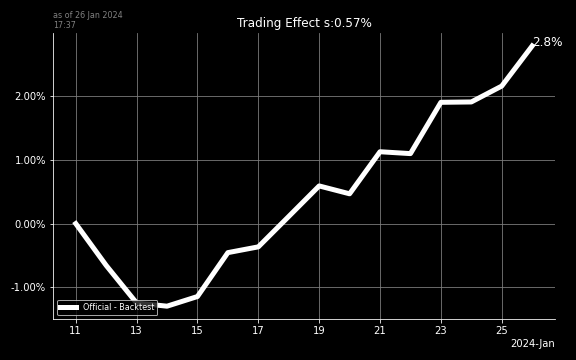 as of 26 Jan 2024
17:37
Trading Effect s:0.57%
2.8%
2.00%
1.00%
0.00%
-1.00%
Official - Backtest
11 13 15 17 19 21 23 25
2024-Jan